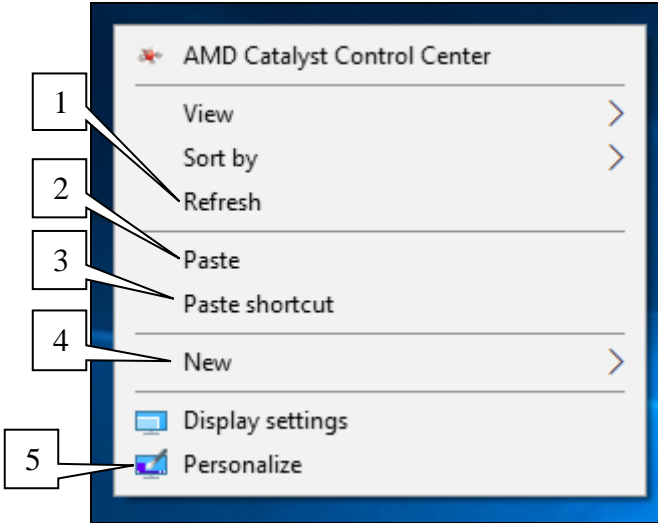 AMD Catalyst Control Center
1
View
Sort by
Refresh
2
Paste
3
Paste shortcut
4
New
Display settings
5
Personalize